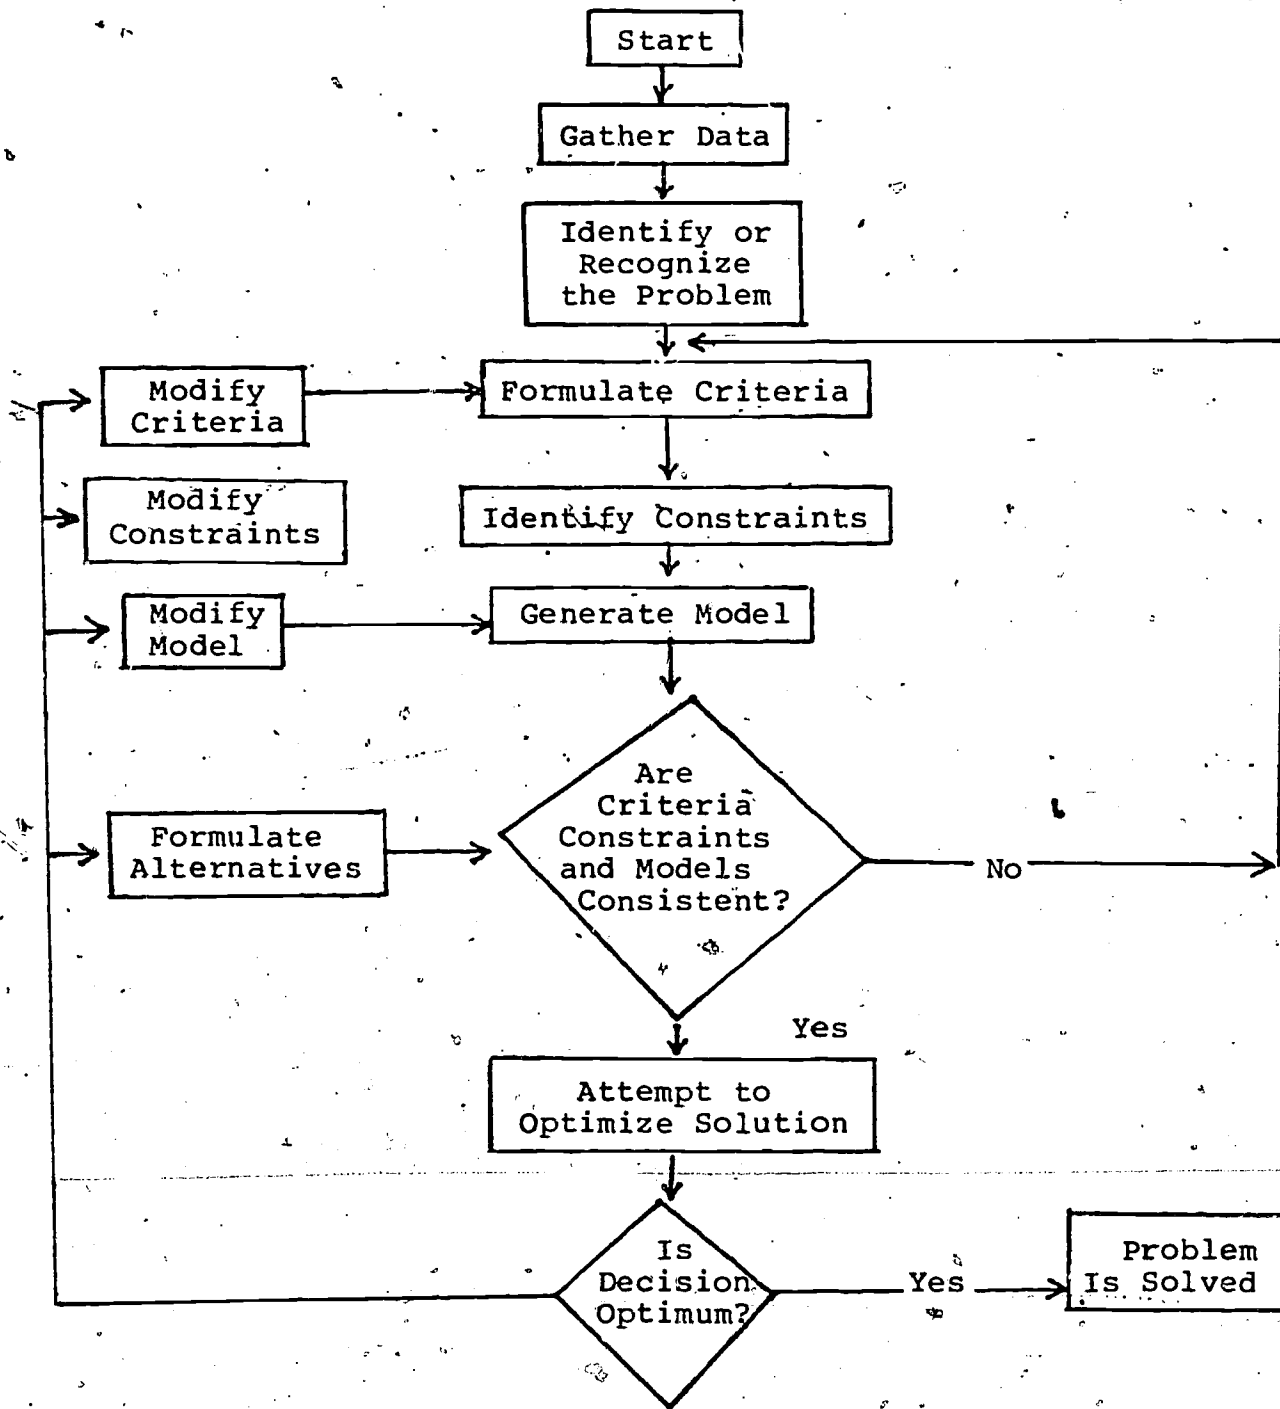 Start
Gather Data
Identify or
Recognize
the Problem
Modify
Criteria
Formulate Criteria
Modify
Constraints
Identify Constraints
Modify
Model
Generate Model
Are
Criteria
Constraints
and Models
Consistent?
Formulate
Alternatives
No
Yes
Attempt to
Optimize Solution
Is
Decision
Optimum?
Yes
Problem
Is Solved